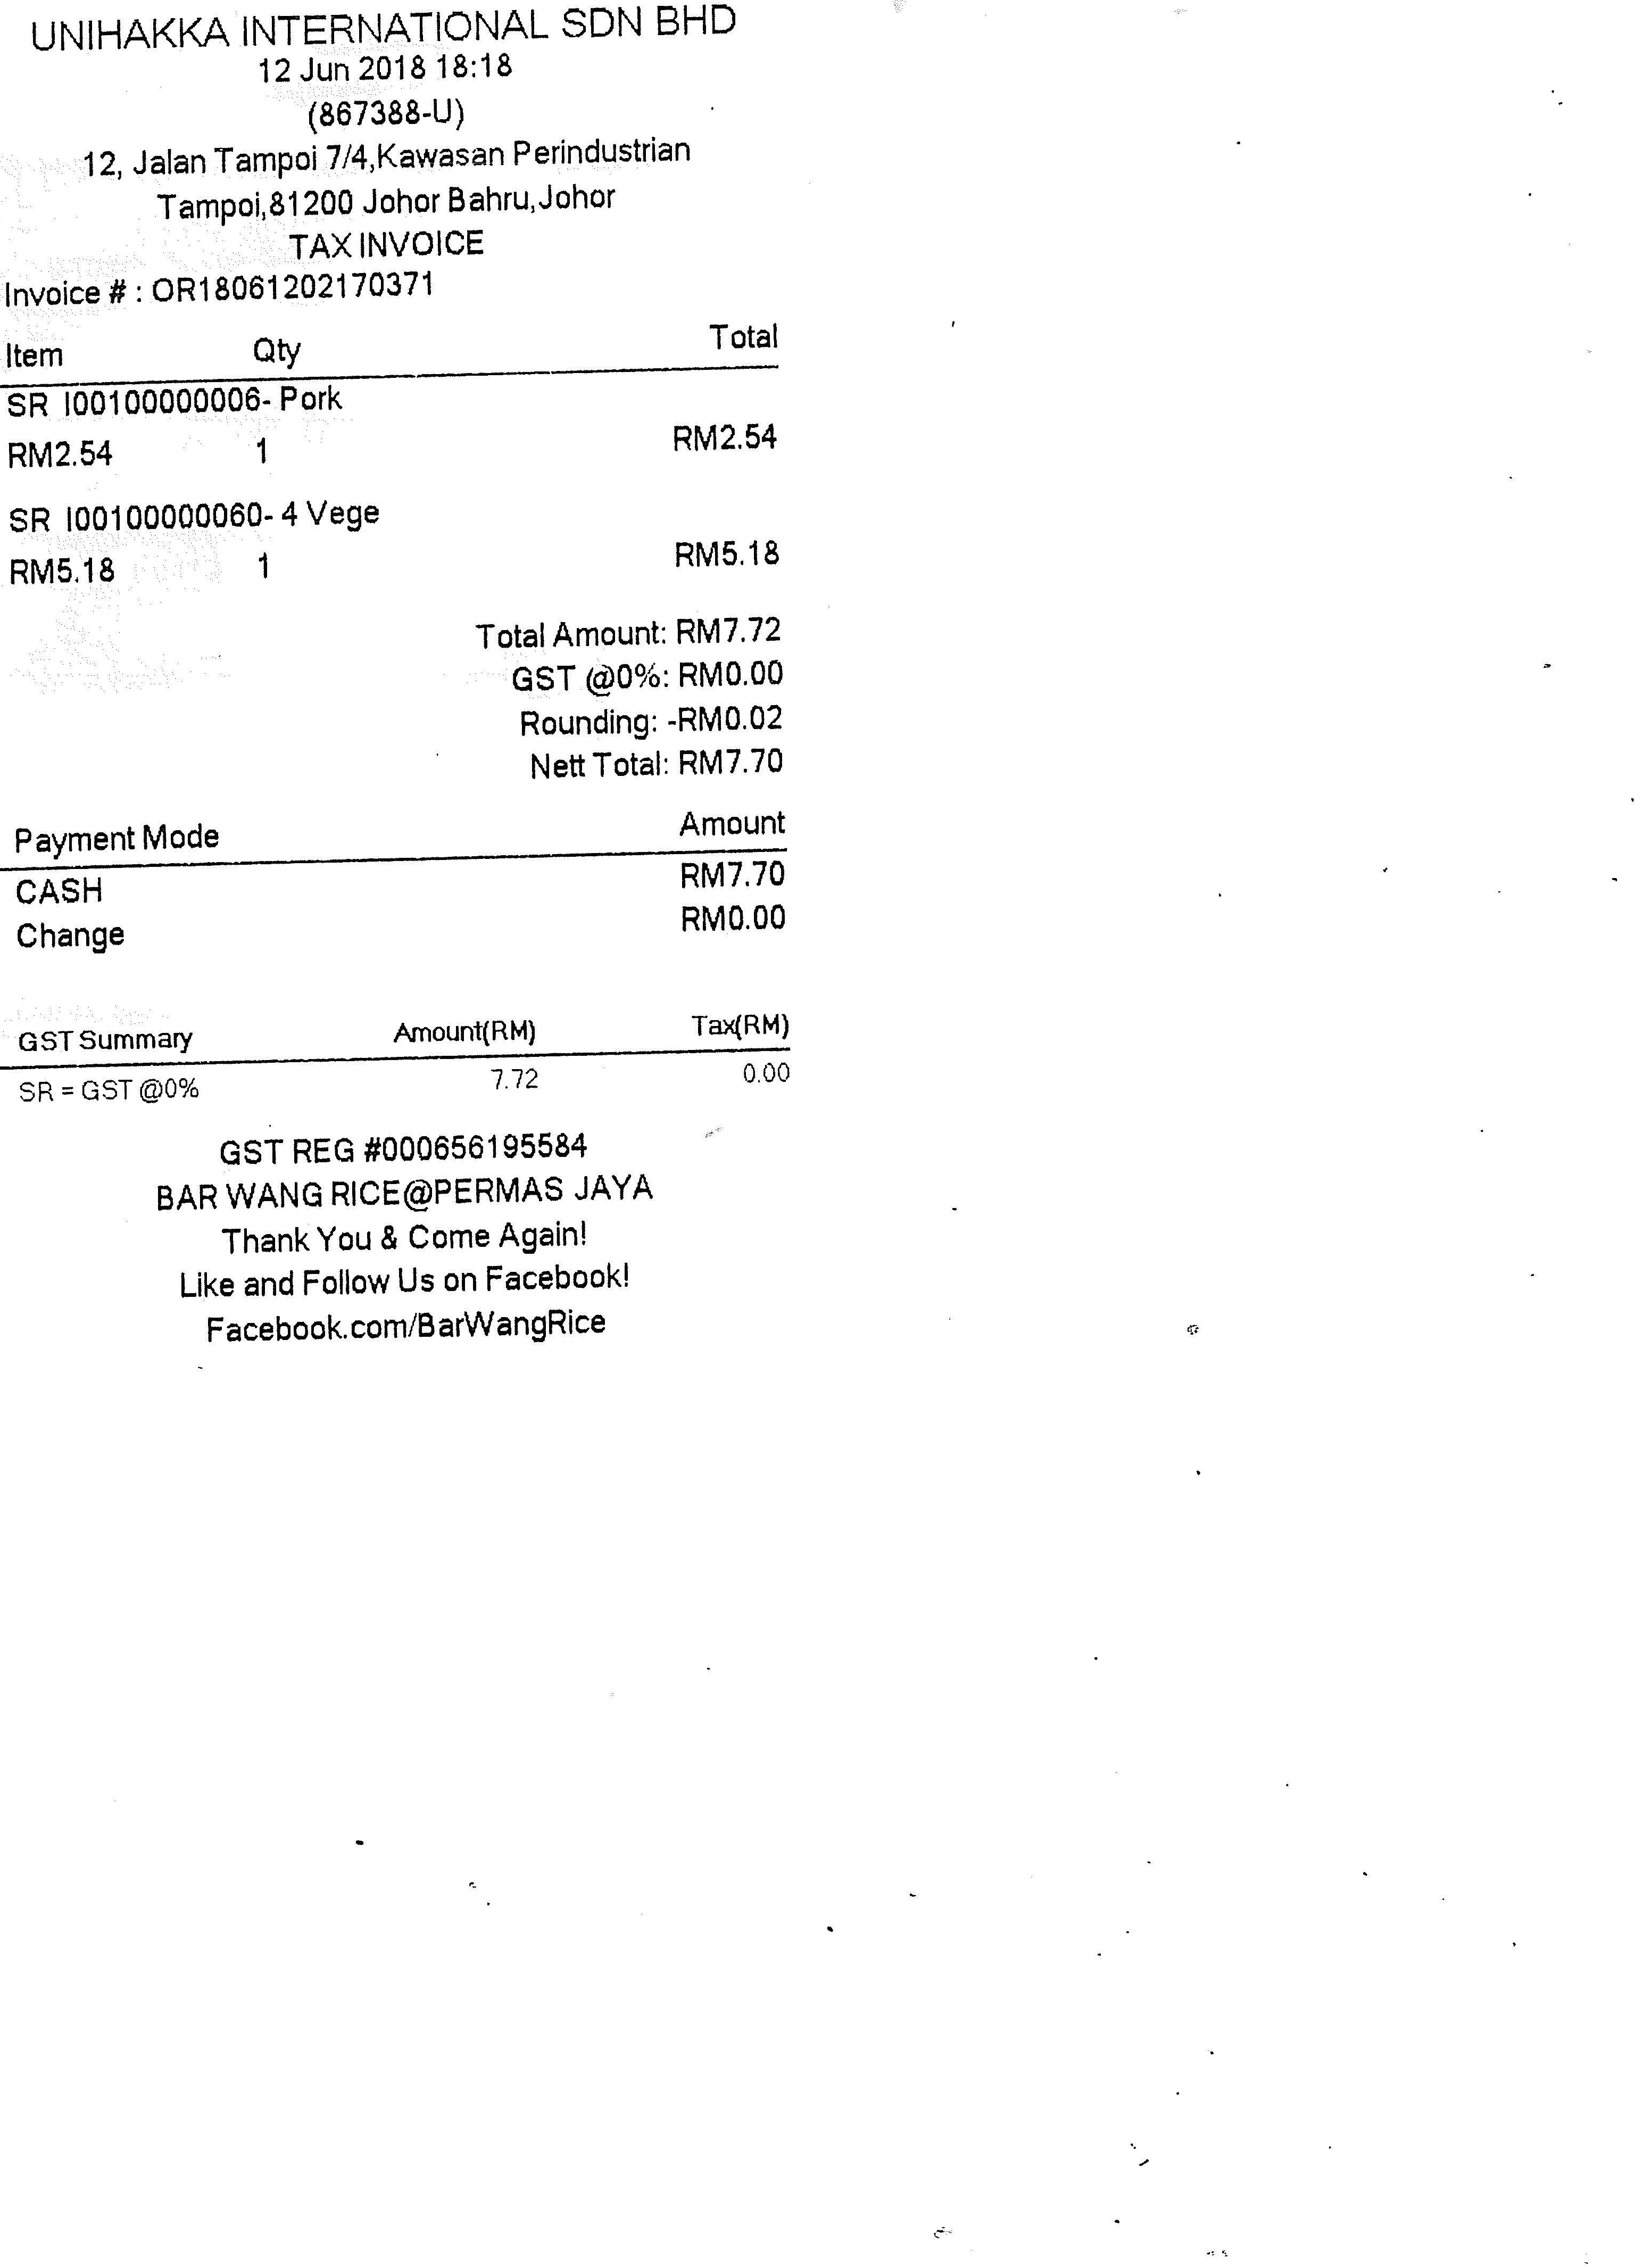 UNIHAKKA INTERNATIONAL SDN BHD
12 Jun 2018 18:18
(867388-U)
12, Jalan Tampoi 7/4,Kawasan Perindustrian
Tampoi,81200 Johor Bahru,Johor
TAX INVOICE
Invoice # : OR18061202170371
Item Qty Total
SR I00100000006- Pork
RM2.54 1 RM2.54
SR I00100000060- 4 Vege
RM5.18 1 RM5.18
Total Amount: RM7.72
GST @0%: RM0.00
Rounding: -RM0.02
Nett Total: RM7.70
Payment Mode Amount
CASH RM7.70
Change RM0.00
GST Summary Amount(RM) Tax(RM)
SR = GST @0% 7.72 0.00
GST REG #000656195584
BAR WANG RICE@PERMAS JAYA
Thank You & Come Again!
Like and Follow Us on Facebook!
Facebook.com/BarWangRice